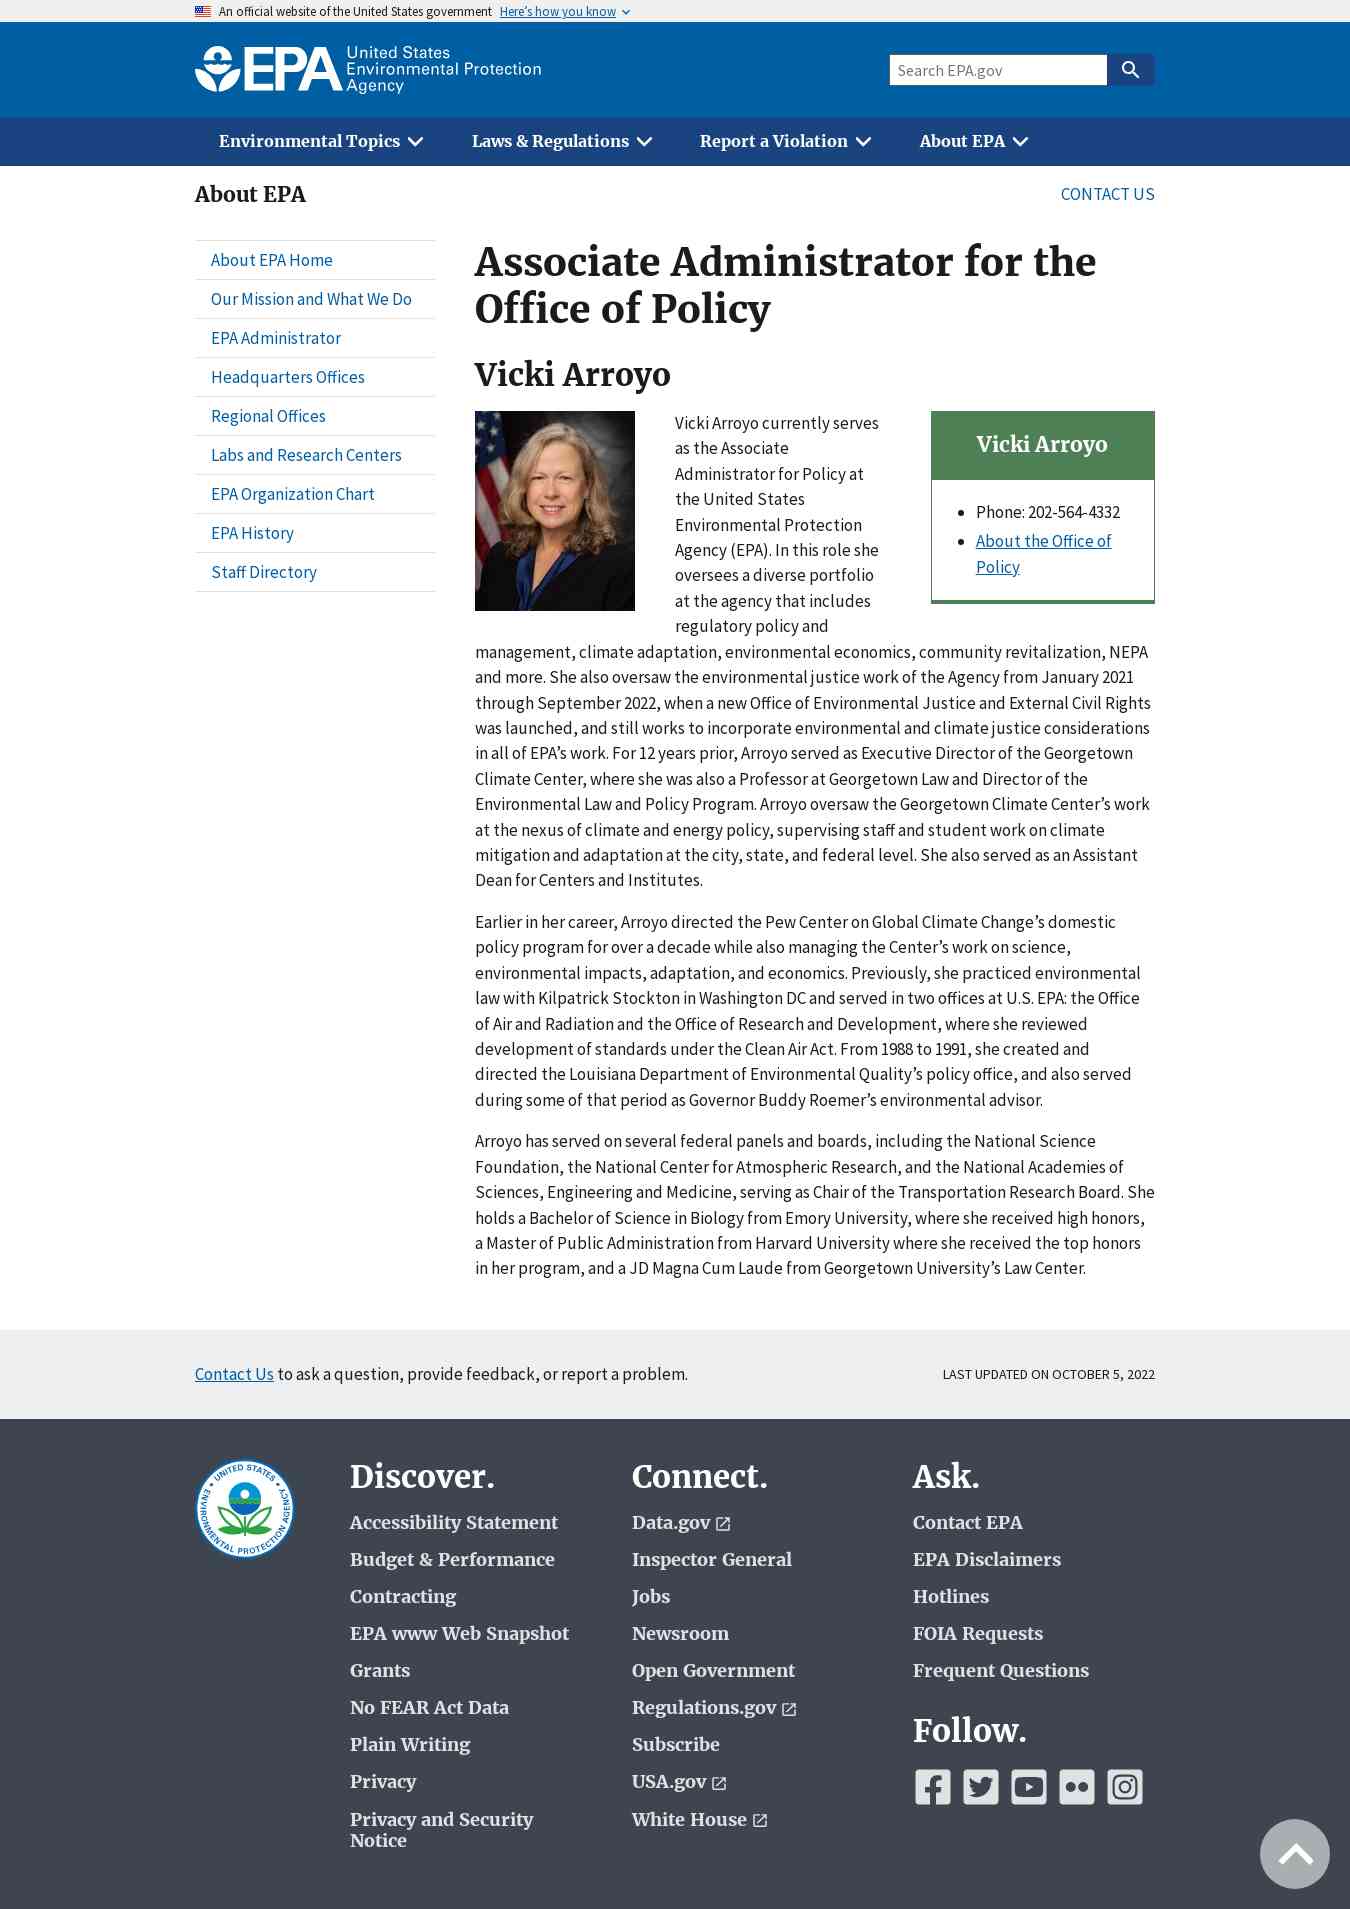 An official website of the United States government Here’s how you know
EPA United States
Environmental Protection
Agency
Search EPA.gov
Environmental Topics
Laws & Regulations
Report a Violation
About EPA
About EPA
CONTACT US
About EPA Home
Our Mission and What We Do
EPA Administrator
Headquarters Offices
Regional Offices
Labs and Research Centers
EPA Organization Chart
EPA History
Staff Directory
Associate Administrator for the
Office of Policy
Vicki Arroyo
Vicki Arroyo
Phone: 202-564-4332
About the Office of
Policy
Vicki Arroyo currently serves
as the Associate
Administrator for Policy at
the United States
Environmental Protection
Agency (EPA). In this role she
oversees a diverse portfolio
at the agency that includes
regulatory policy and
management, climate adaptation, environmental economics, community revitalization, NEPA
and more. She also oversaw the environmental justice work of the Agency from January 2021
through September 2022, when a new Office of Environmental Justice and External Civil Rights
was launched, and still works to incorporate environmental and climate justice considerations
in all of EPA’s work. For 12 years prior, Arroyo served as Executive Director of the Georgetown
Climate Center, where she was also a Professor at Georgetown Law and Director of the
Environmental Law and Policy Program. Arroyo oversaw the Georgetown Climate Center’s work
at the nexus of climate and energy policy, supervising staff and student work on climate
mitigation and adaptation at the city, state, and federal level. She also served as an Assistant
Dean for Centers and Institutes.
Earlier in her career, Arroyo directed the Pew Center on Global Climate Change’s domestic
policy program for over a decade while also managing the Center’s work on science,
environmental impacts, adaptation, and economics. Previously, she practiced environmental
law with Kilpatrick Stockton in Washington DC and served in two offices at U.S. EPA: the Office
of Air and Radiation and the Office of Research and Development, where she reviewed
development of standards under the Clean Air Act. From 1988 to 1991, she created and
directed the Louisiana Department of Environmental Quality’s policy office, and also served
during some of that period as Governor Buddy Roemer’s environmental advisor.
Arroyo has served on several federal panels and boards, including the National Science
Foundation, the National Center for Atmospheric Research, and the National Academies of
Sciences, Engineering and Medicine, serving as Chair of the Transportation Research Board. She
holds a Bachelor of Science in Biology from Emory University, where she received high honors,
a Master of Public Administration from Harvard University where she received the top honors
in her program, and a JD Magna Cum Laude from Georgetown University’s Law Center.
Contact Us to ask a question, provide feedback, or report a problem.
LAST UPDATED ON OCTOBER 5, 2022
UNITED STATES
ENVIRONMENTAL PROTECTION AGENCY
Discover.
Accessibility Statement
Budget & Performance
Contracting
EPA www Web Snapshot
Grants
No FEAR Act Data
Plain Writing
Privacy
Privacy and Security
Notice
Connect.
Data.gov
Inspector General
Jobs
Newsroom
Open Government
Regulations.gov
Subscribe
USA.gov
White House
Ask.
Contact EPA
EPA Disclaimers
Hotlines
FOIA Requests
Frequent Questions
Follow.